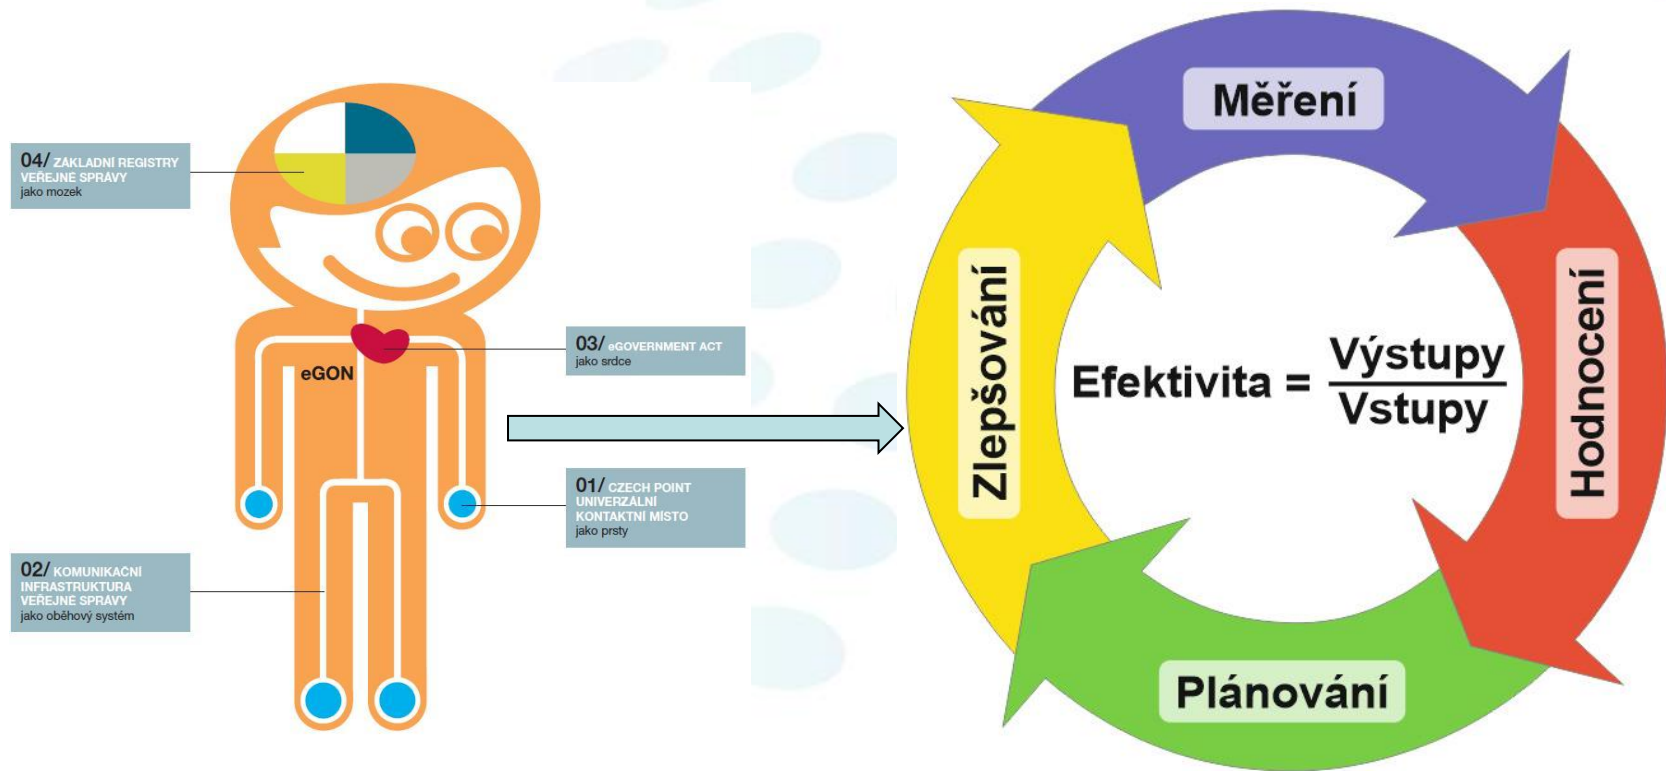 04/ ZÁKLADNÍ REGISTRY
VEŘEJNÉ SPRÁVY
jako mozek
03/ eGOVERNMENT ACT
jako srdce
eGON
01/ CZECH POINT
UNIVERZÁLNÍ
KONTAKTNÍ MÍSTO
jako prsty
02/ KOMUNIKAČNÍ
INFRASTRUKTURA
VEŘEJNÉ SPRÁVY
jako oběhový systém
Měření
Hodnocení
Plánování
Zlepšování
Efektivita = Výstupy
Vstupy